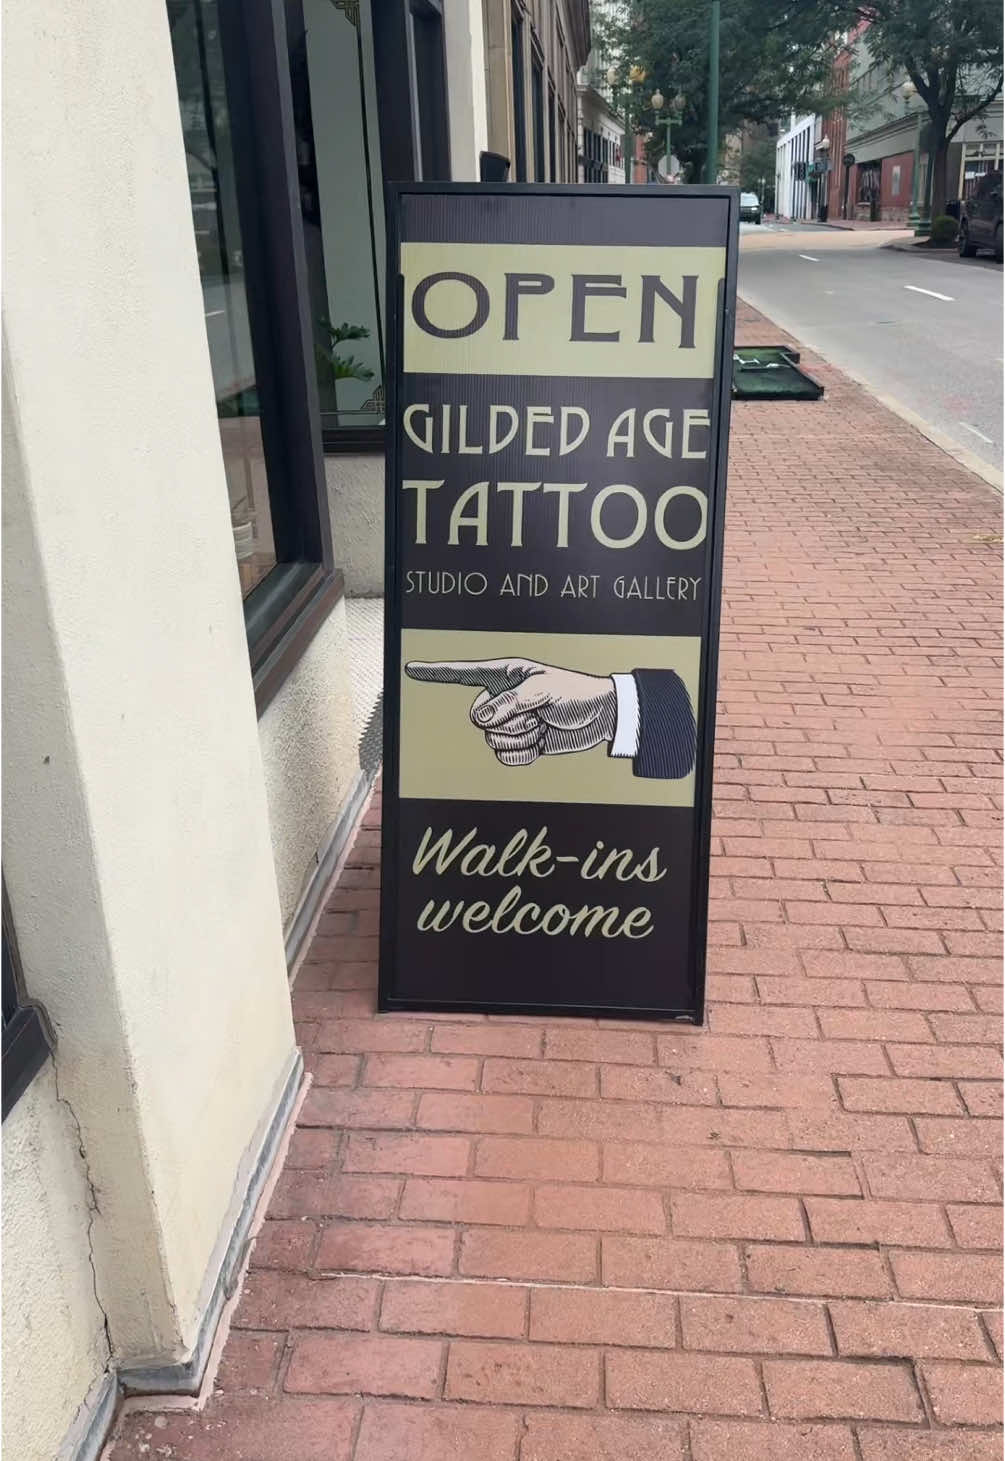 OPEN
GILDED AGE
TATTOO
STUDIO AND ART GALLERY
Walk-ins
welcome